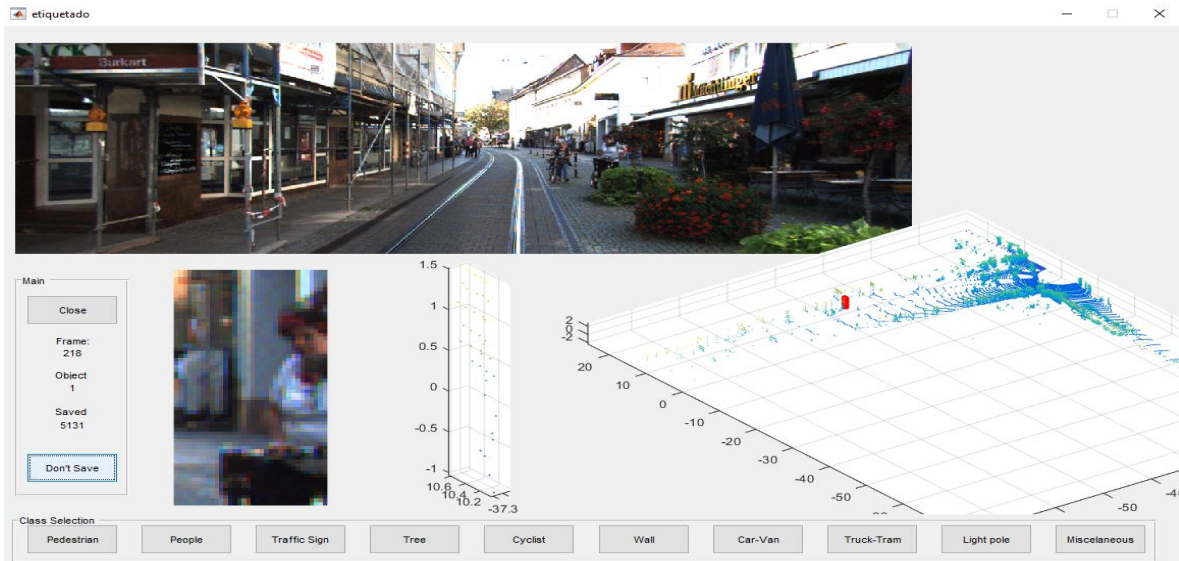 etiquetado
Burkart
Main
Close
Frame:
218
Object
1
Saved
5131
Don't Save
1.5
1
0.5
0
-0.5
-1
10.6
10.4
10.2
-37.3
2
0
-2
20
10
0
-10
-20
-30
-40
-50
-50
Class Selection
Pedestrian
People
Traffic Sign
Tree
Cyclist
Wall
Car-Van
Truck-Tram
Light pole
Miscelaneous